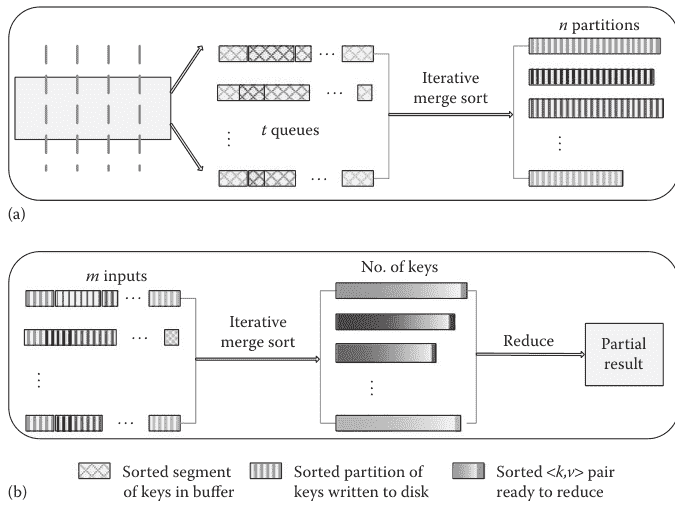 n partitions
Iterative
merge sort
...
...
t queues
⋮
...
⋮
(a)
m inputs
No. of keys
...
Iterative
merge sort
...
Reduce
Partial
result
⋮
⋮
...
Sorted segment
of keys in buffer
Sorted partition of
keys written to disk
Sorted <k,v> pair
ready to reduce
(b)